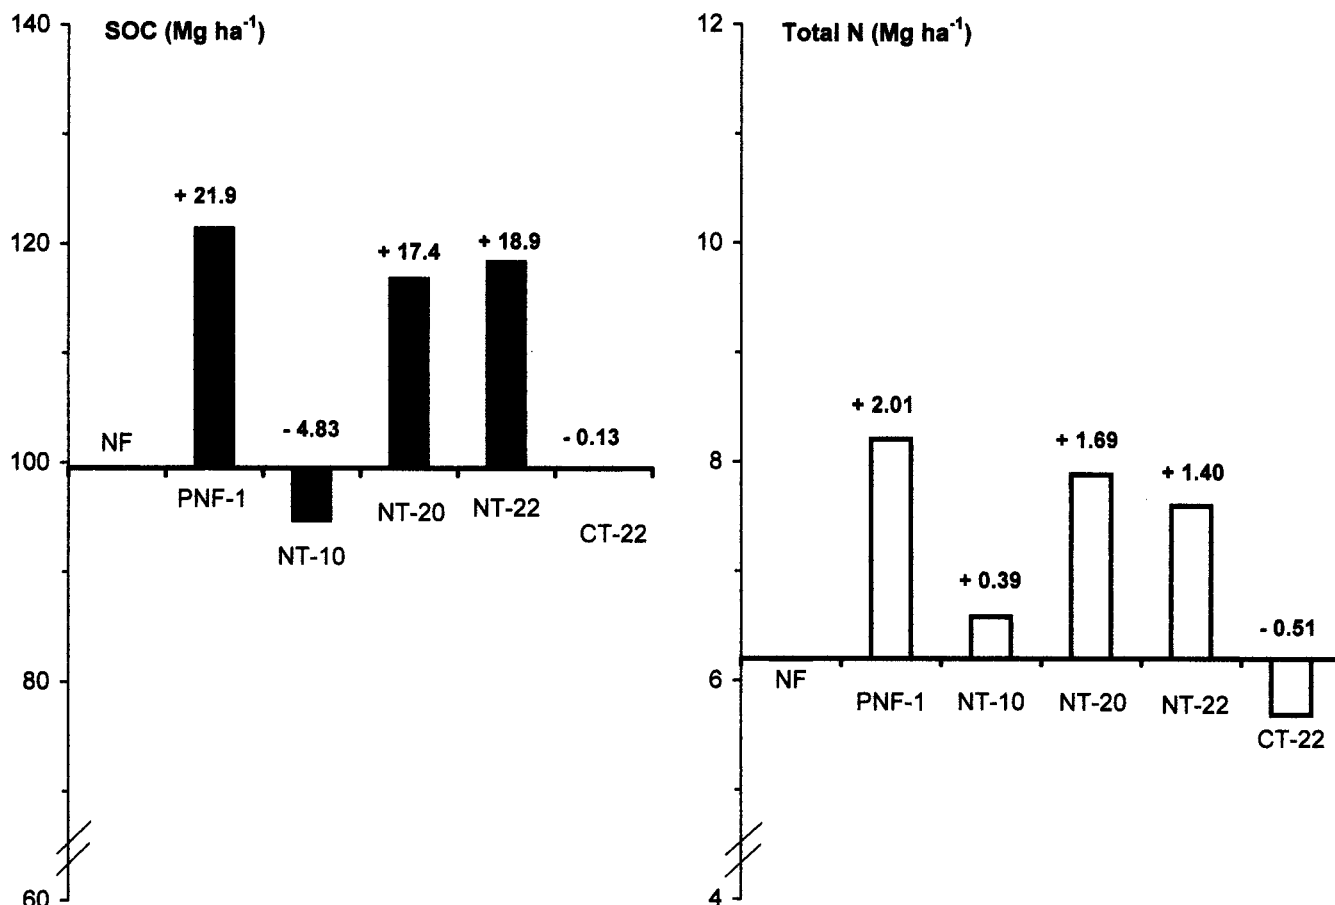 140
SOC (Mg ha⁻¹)
+ 21.9
120
+ 17.4
+ 18.9
NF
- 4.83
- 0.13
100
PNF-1
NT-20
NT-22
CT-22
NT-10
80
60
12
Total N (Mg ha⁻¹)
10
+ 2.01
8
+ 1.69
+ 1.40
+ 0.39
- 0.51
6
NF
PNF-1
NT-10
NT-20
NT-22
CT-22
4